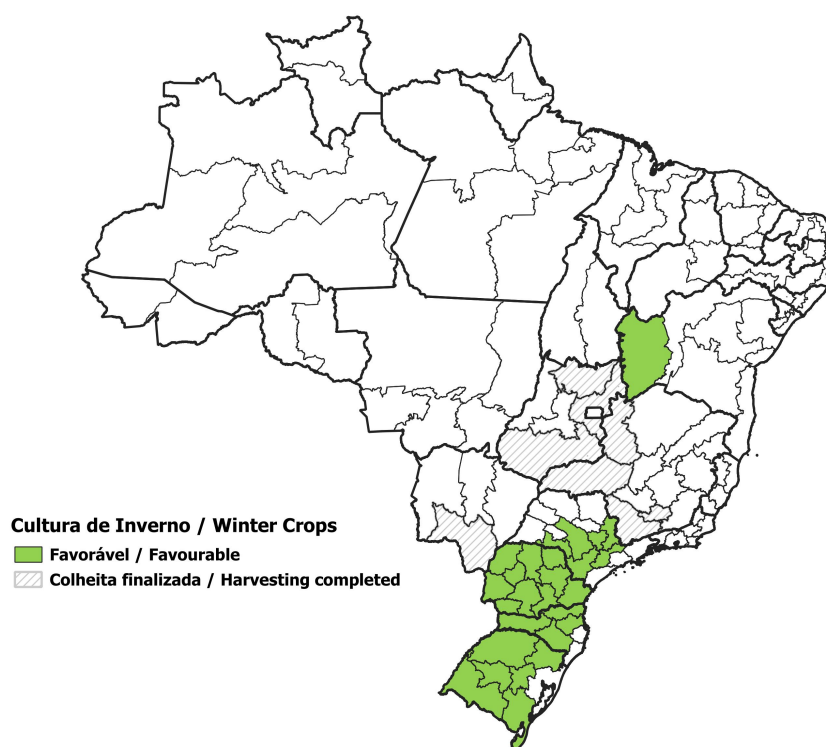 Cultura de Inverno / Winter Crops
Favorável / Favourable
Colheita finalizada / Harvesting completed